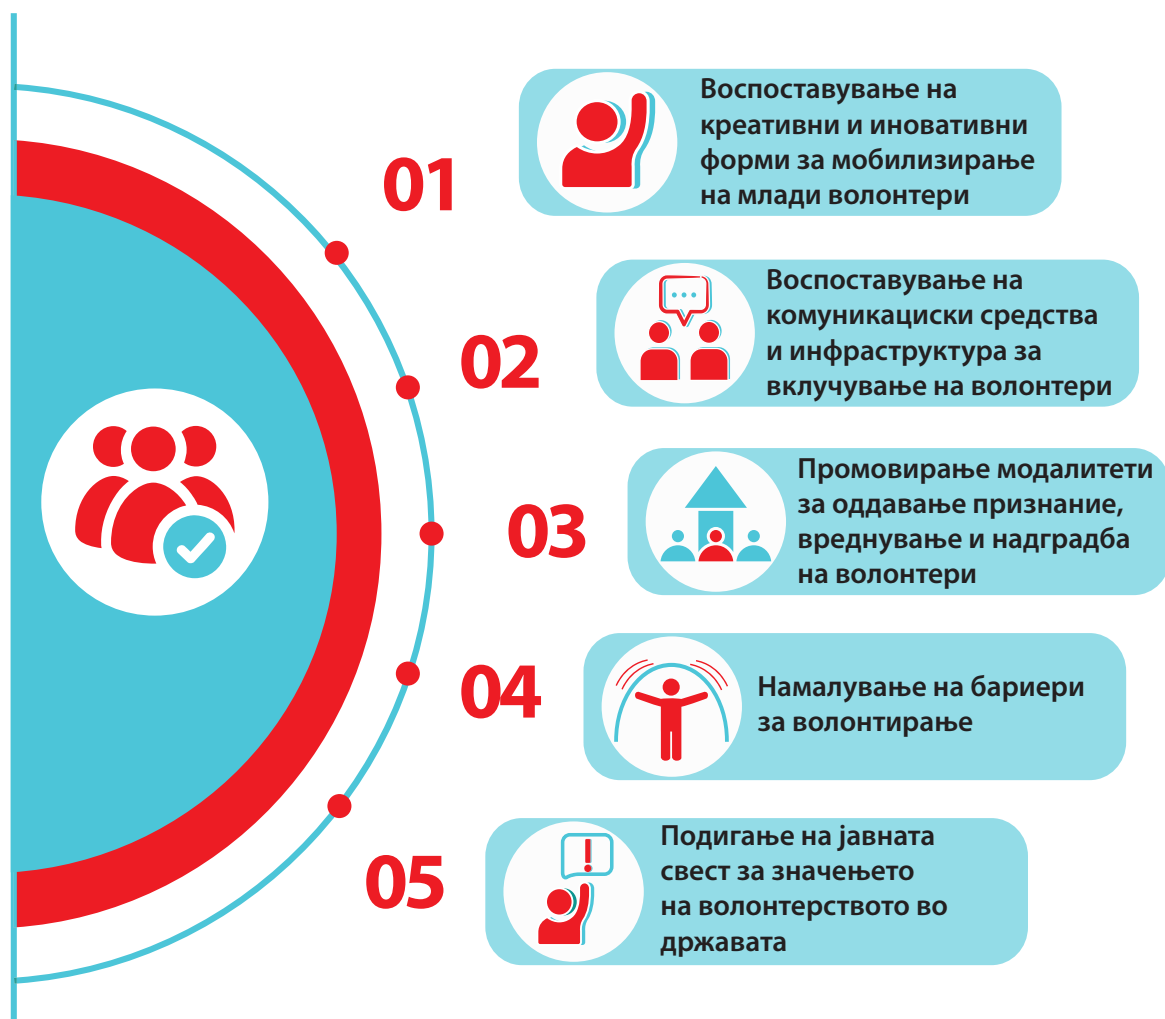 01
Воспоставување на
креативни и иновативни
форми за мобилизирање
на млади волонтери
02
Воспоставување на
комуникациски средства
и инфраструктура за
вклучување на волонтери
03
Промовирање модалитети
за оддавање признание,
вреднување и надградба
на волонтери
04
Намалување на бариери
за волонтирање
05
Подигање на јавната
свест за значењето
на волонтерството во
државата